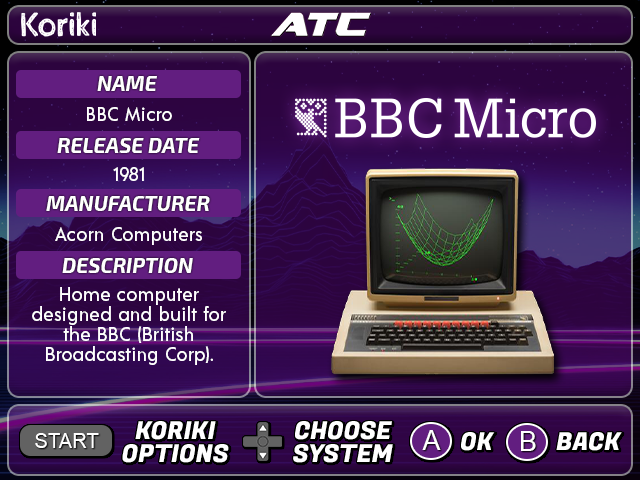 Koriki
ATC
NAME
BBC Micro
RELEASE DATE
1981
MANUFACTURER
Acorn Computers
DESCRIPTION
Home computer
designed and built for
the BBC (British
Broadcasting Corp).
BBC Micro
START
KORIKI
OPTIONS
CHOOSE
SYSTEM
A
OK
B
BACK